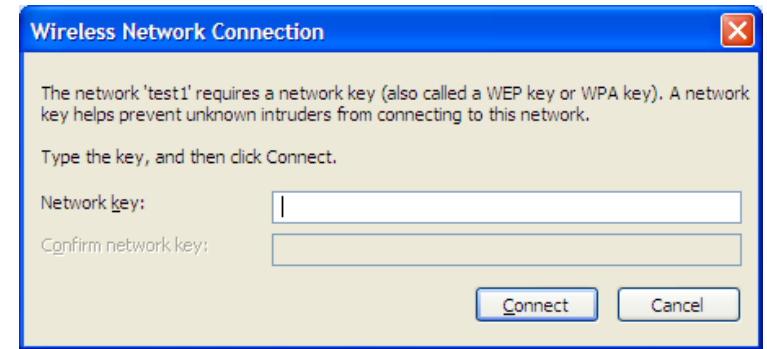 Wireless Network Connection
The network 'test1' requires a network key (also called a WEP key or WPA key). A network
key helps prevent unknown intruders from connecting to this network.
Type the key, and then click Connect.
Network key:
Confirm network key:
Connect Cancel